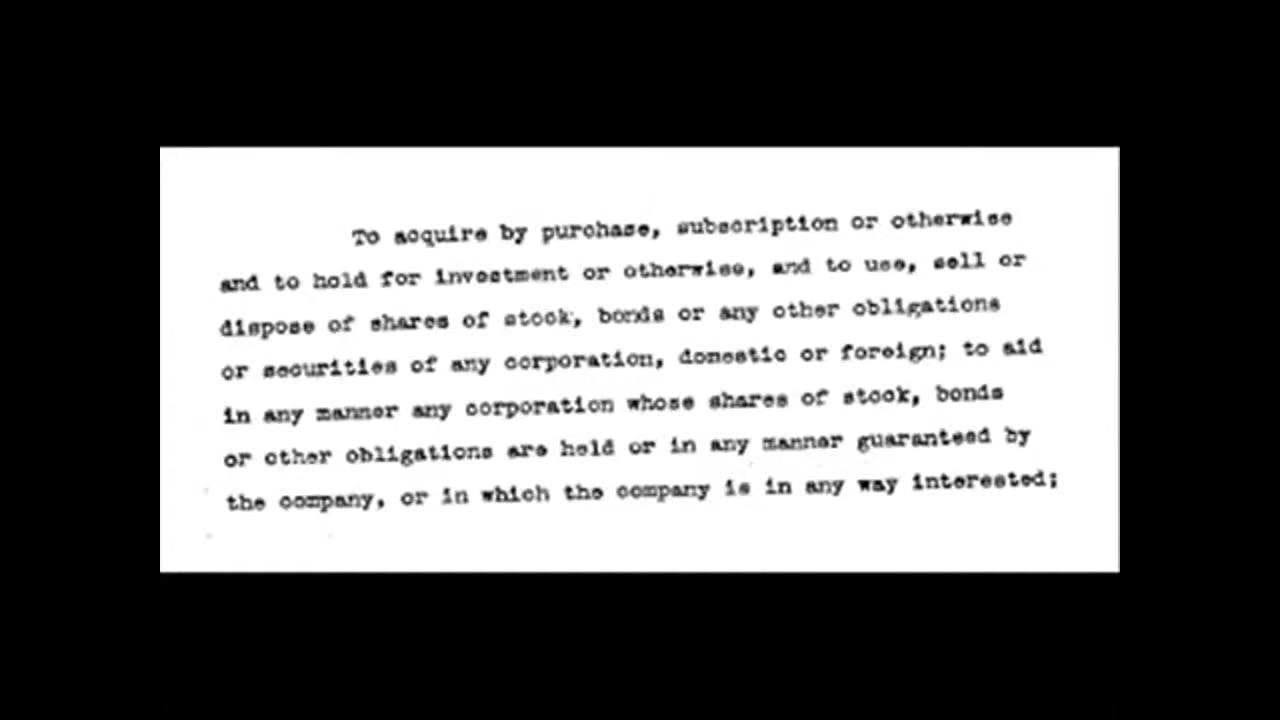 To acquire by purchase, subscription or otherwise
and to hold for investment or otherwise, and to use, sell or
dispose of shares of stock, bonds or any other obligations
or securities of any corporation, domestic or foreign; to aid
in any manner any corporation whose shares of stock, bonds
or other obligations are held or in any manner guaranteed by
the company, or in which the company is in any way interested;